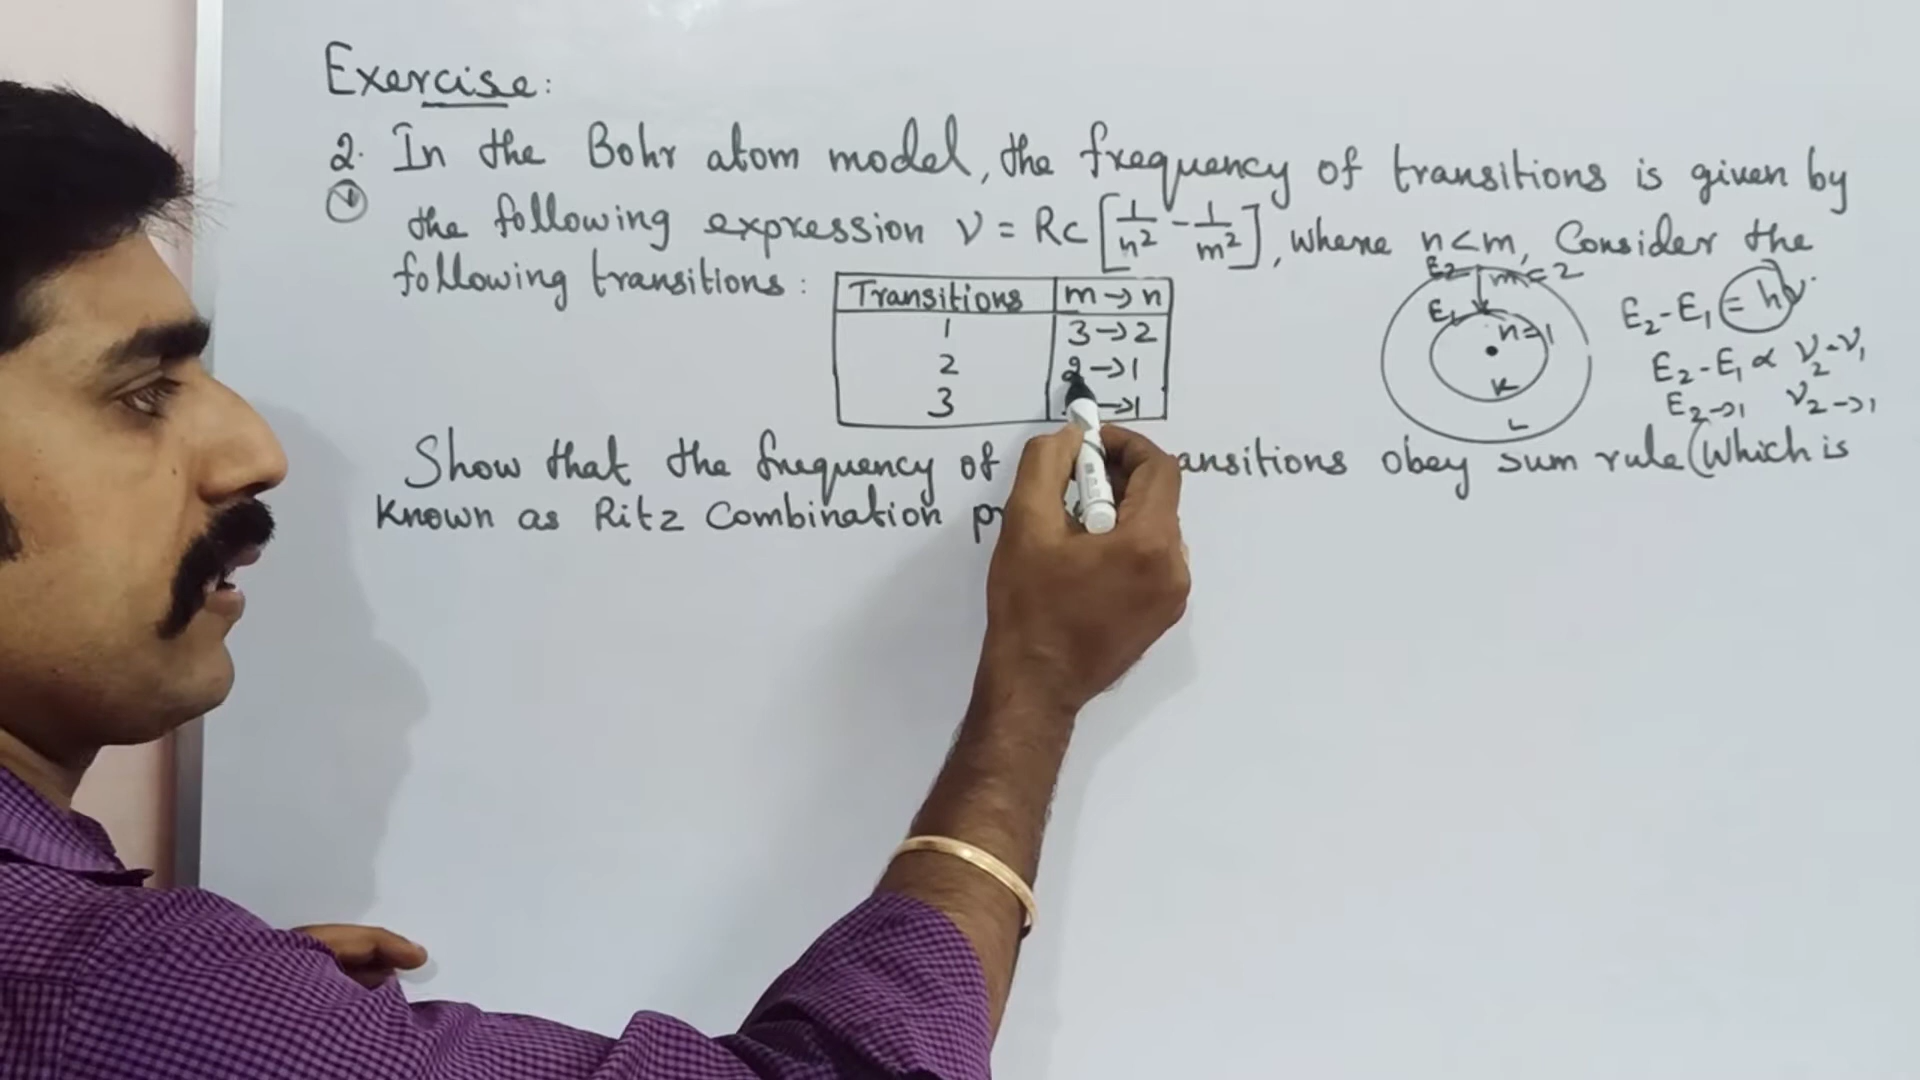 Exercise:
2. In the Bohr atom model, the frequency of transitions is given by
the following expression ν = Rc [1/n² - 1/m²], where n<m, Consider the
following transitions:
Transitions | m→n
1 | 3→2
2 | 2→1
3 | →1
Show that the frequency of ansitions obey sum rule (Which is
Known as Ritz Combination
E₂ m=2
E₁ n=1
K
L
E₂-E₁ = hν
E₂-E₁ ∝ ν₂-ν₁
E₂→₁ ν₂→₁